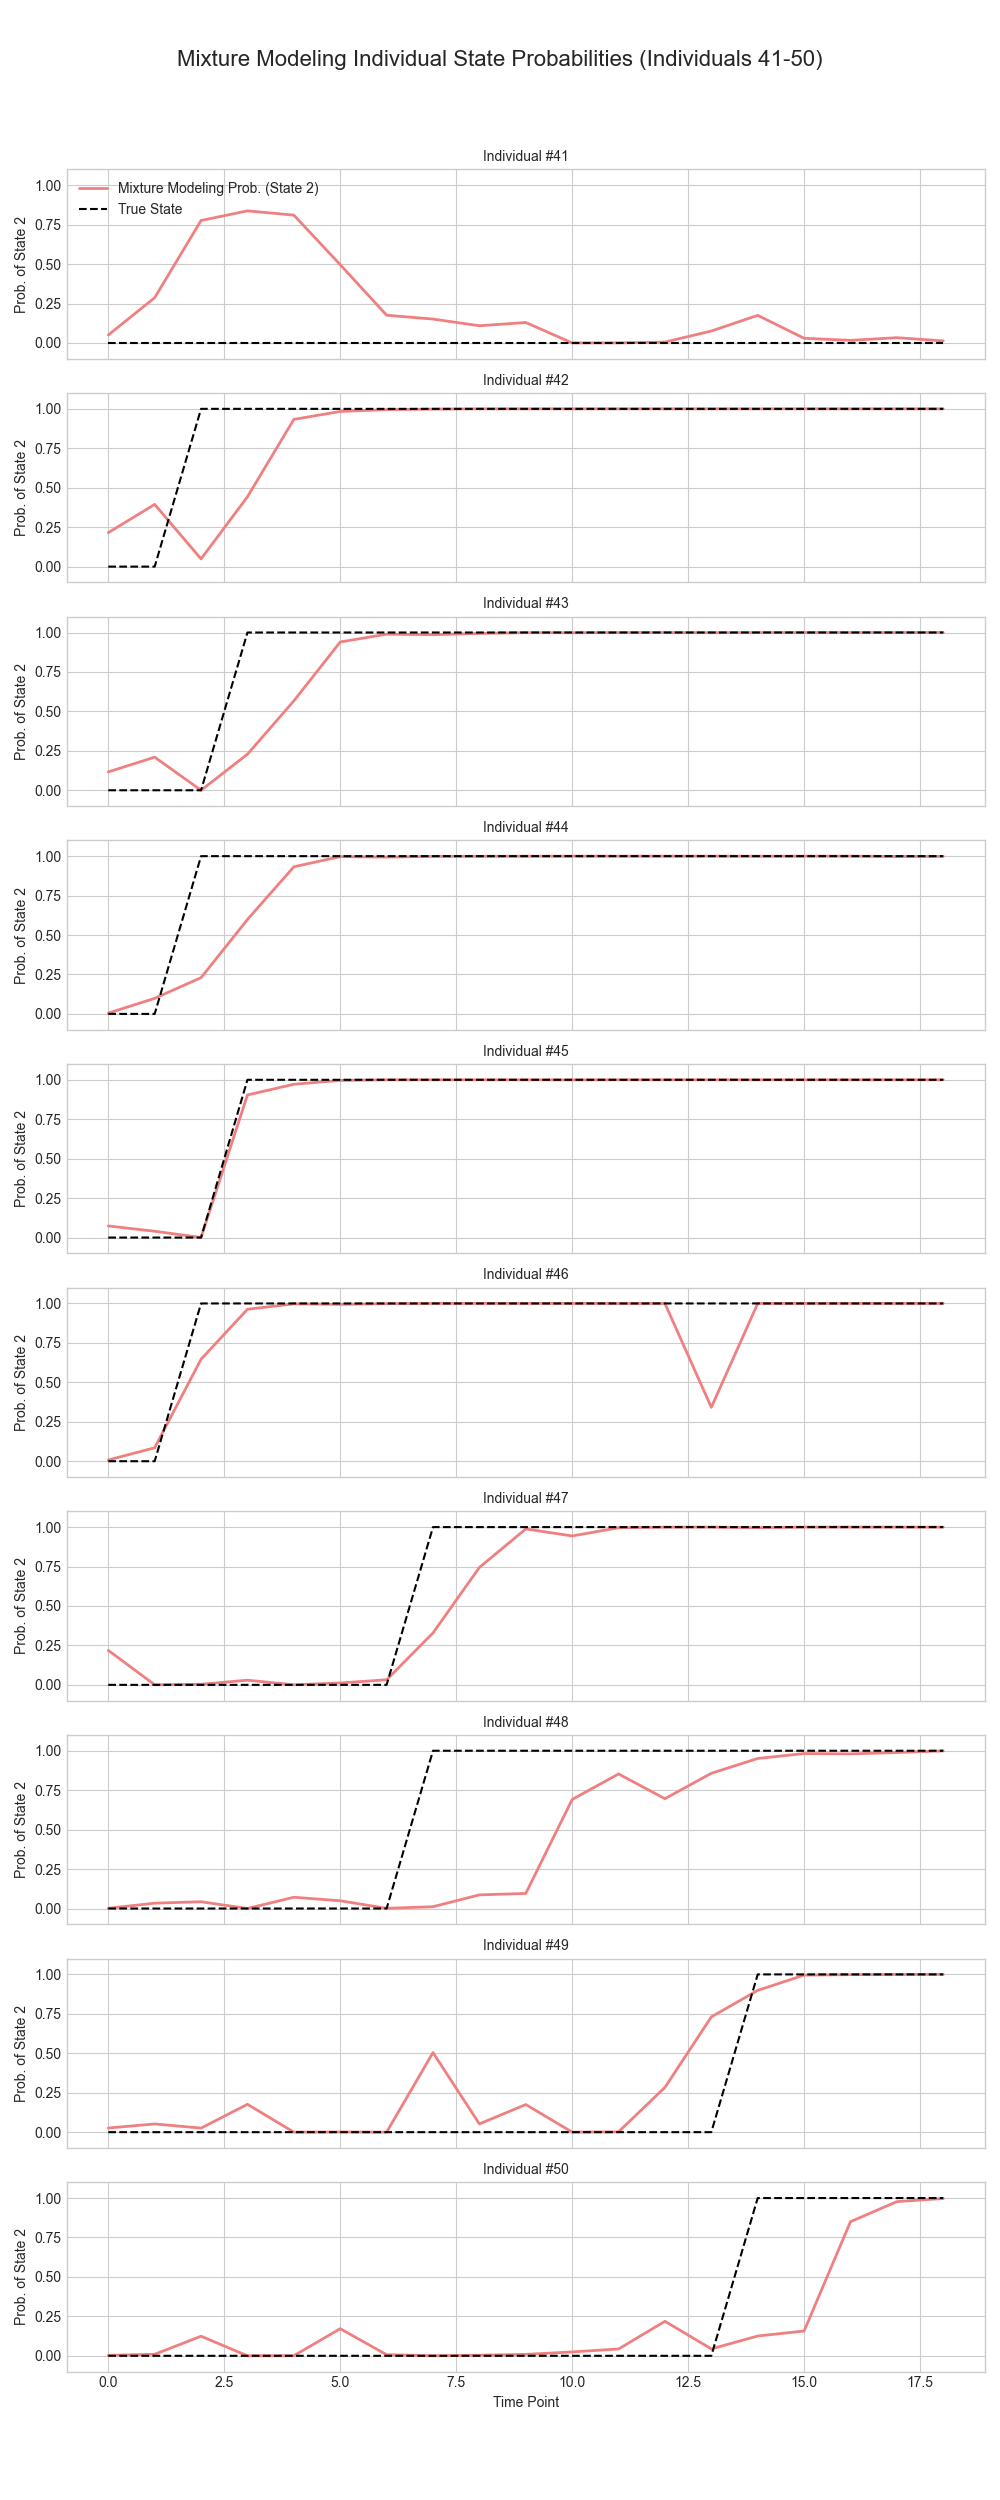 Mixture Modeling Individual State Probabilities (Individuals 41-50)
Individual #41
Mixture Modeling Prob. (State 2)
True State
Prob. of State 2
1.00
0.75
0.50
0.25
0.00
Individual #42
Prob. of State 2
1.00
0.75
0.50
0.25
0.00
Individual #43
Prob. of State 2
1.00
0.75
0.50
0.25
0.00
Individual #44
Prob. of State 2
1.00
0.75
0.50
0.25
0.00
Individual #45
Prob. of State 2
1.00
0.75
0.50
0.25
0.00
Individual #46
Prob. of State 2
1.00
0.75
0.50
0.25
0.00
Individual #47
Prob. of State 2
1.00
0.75
0.50
0.25
0.00
Individual #48
Prob. of State 2
1.00
0.75
0.50
0.25
0.00
Individual #49
Prob. of State 2
1.00
0.75
0.50
0.25
0.00
Individual #50
Prob. of State 2
1.00
0.75
0.50
0.25
0.00
0.0 2.5 5.0 7.5 10.0 12.5 15.0 17.5
Time Point